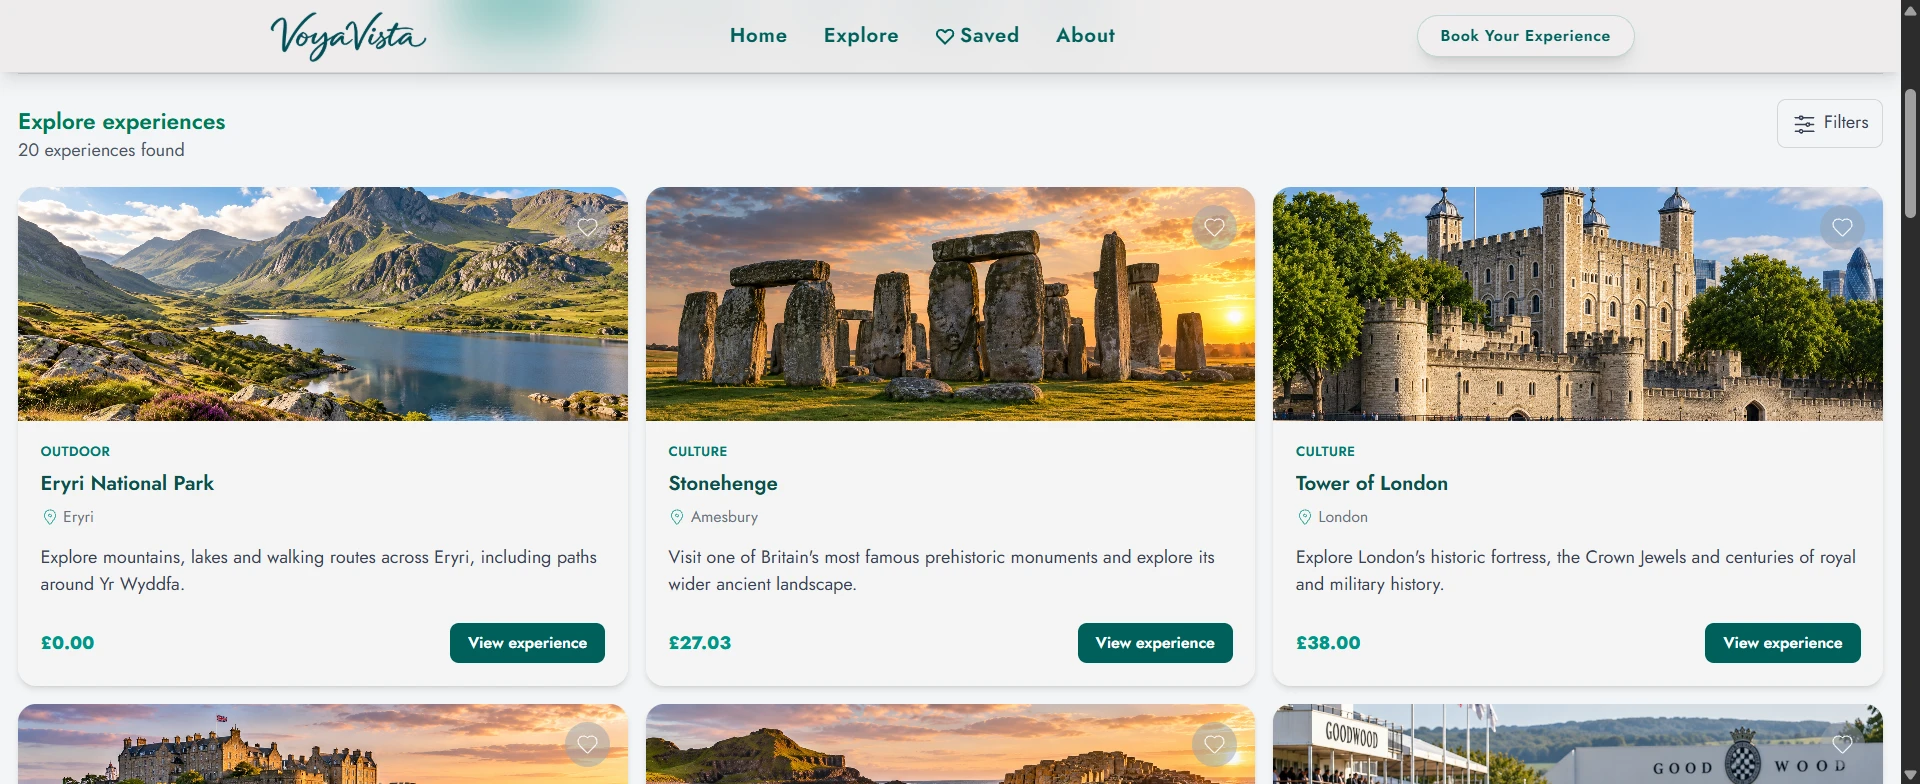 VoyaVista
Home
Explore
Saved
About
Book Your Experience
Explore experiences
20 experiences found
Filters
OUTDOOR
Eryri National Park
Eryri
Explore mountains, lakes and walking routes across Eryri, including paths
around Yr Wyddfa.
£0.00
View experience
CULTURE
Stonehenge
Amesbury
Visit one of Britain's most famous prehistoric monuments and explore its
wider ancient landscape.
£27.03
View experience
CULTURE
Tower of London
London
Explore London's historic fortress, the Crown Jewels and centuries of royal
and military history.
£38.00
View experience
GOODWOOD
GOOD WOOD